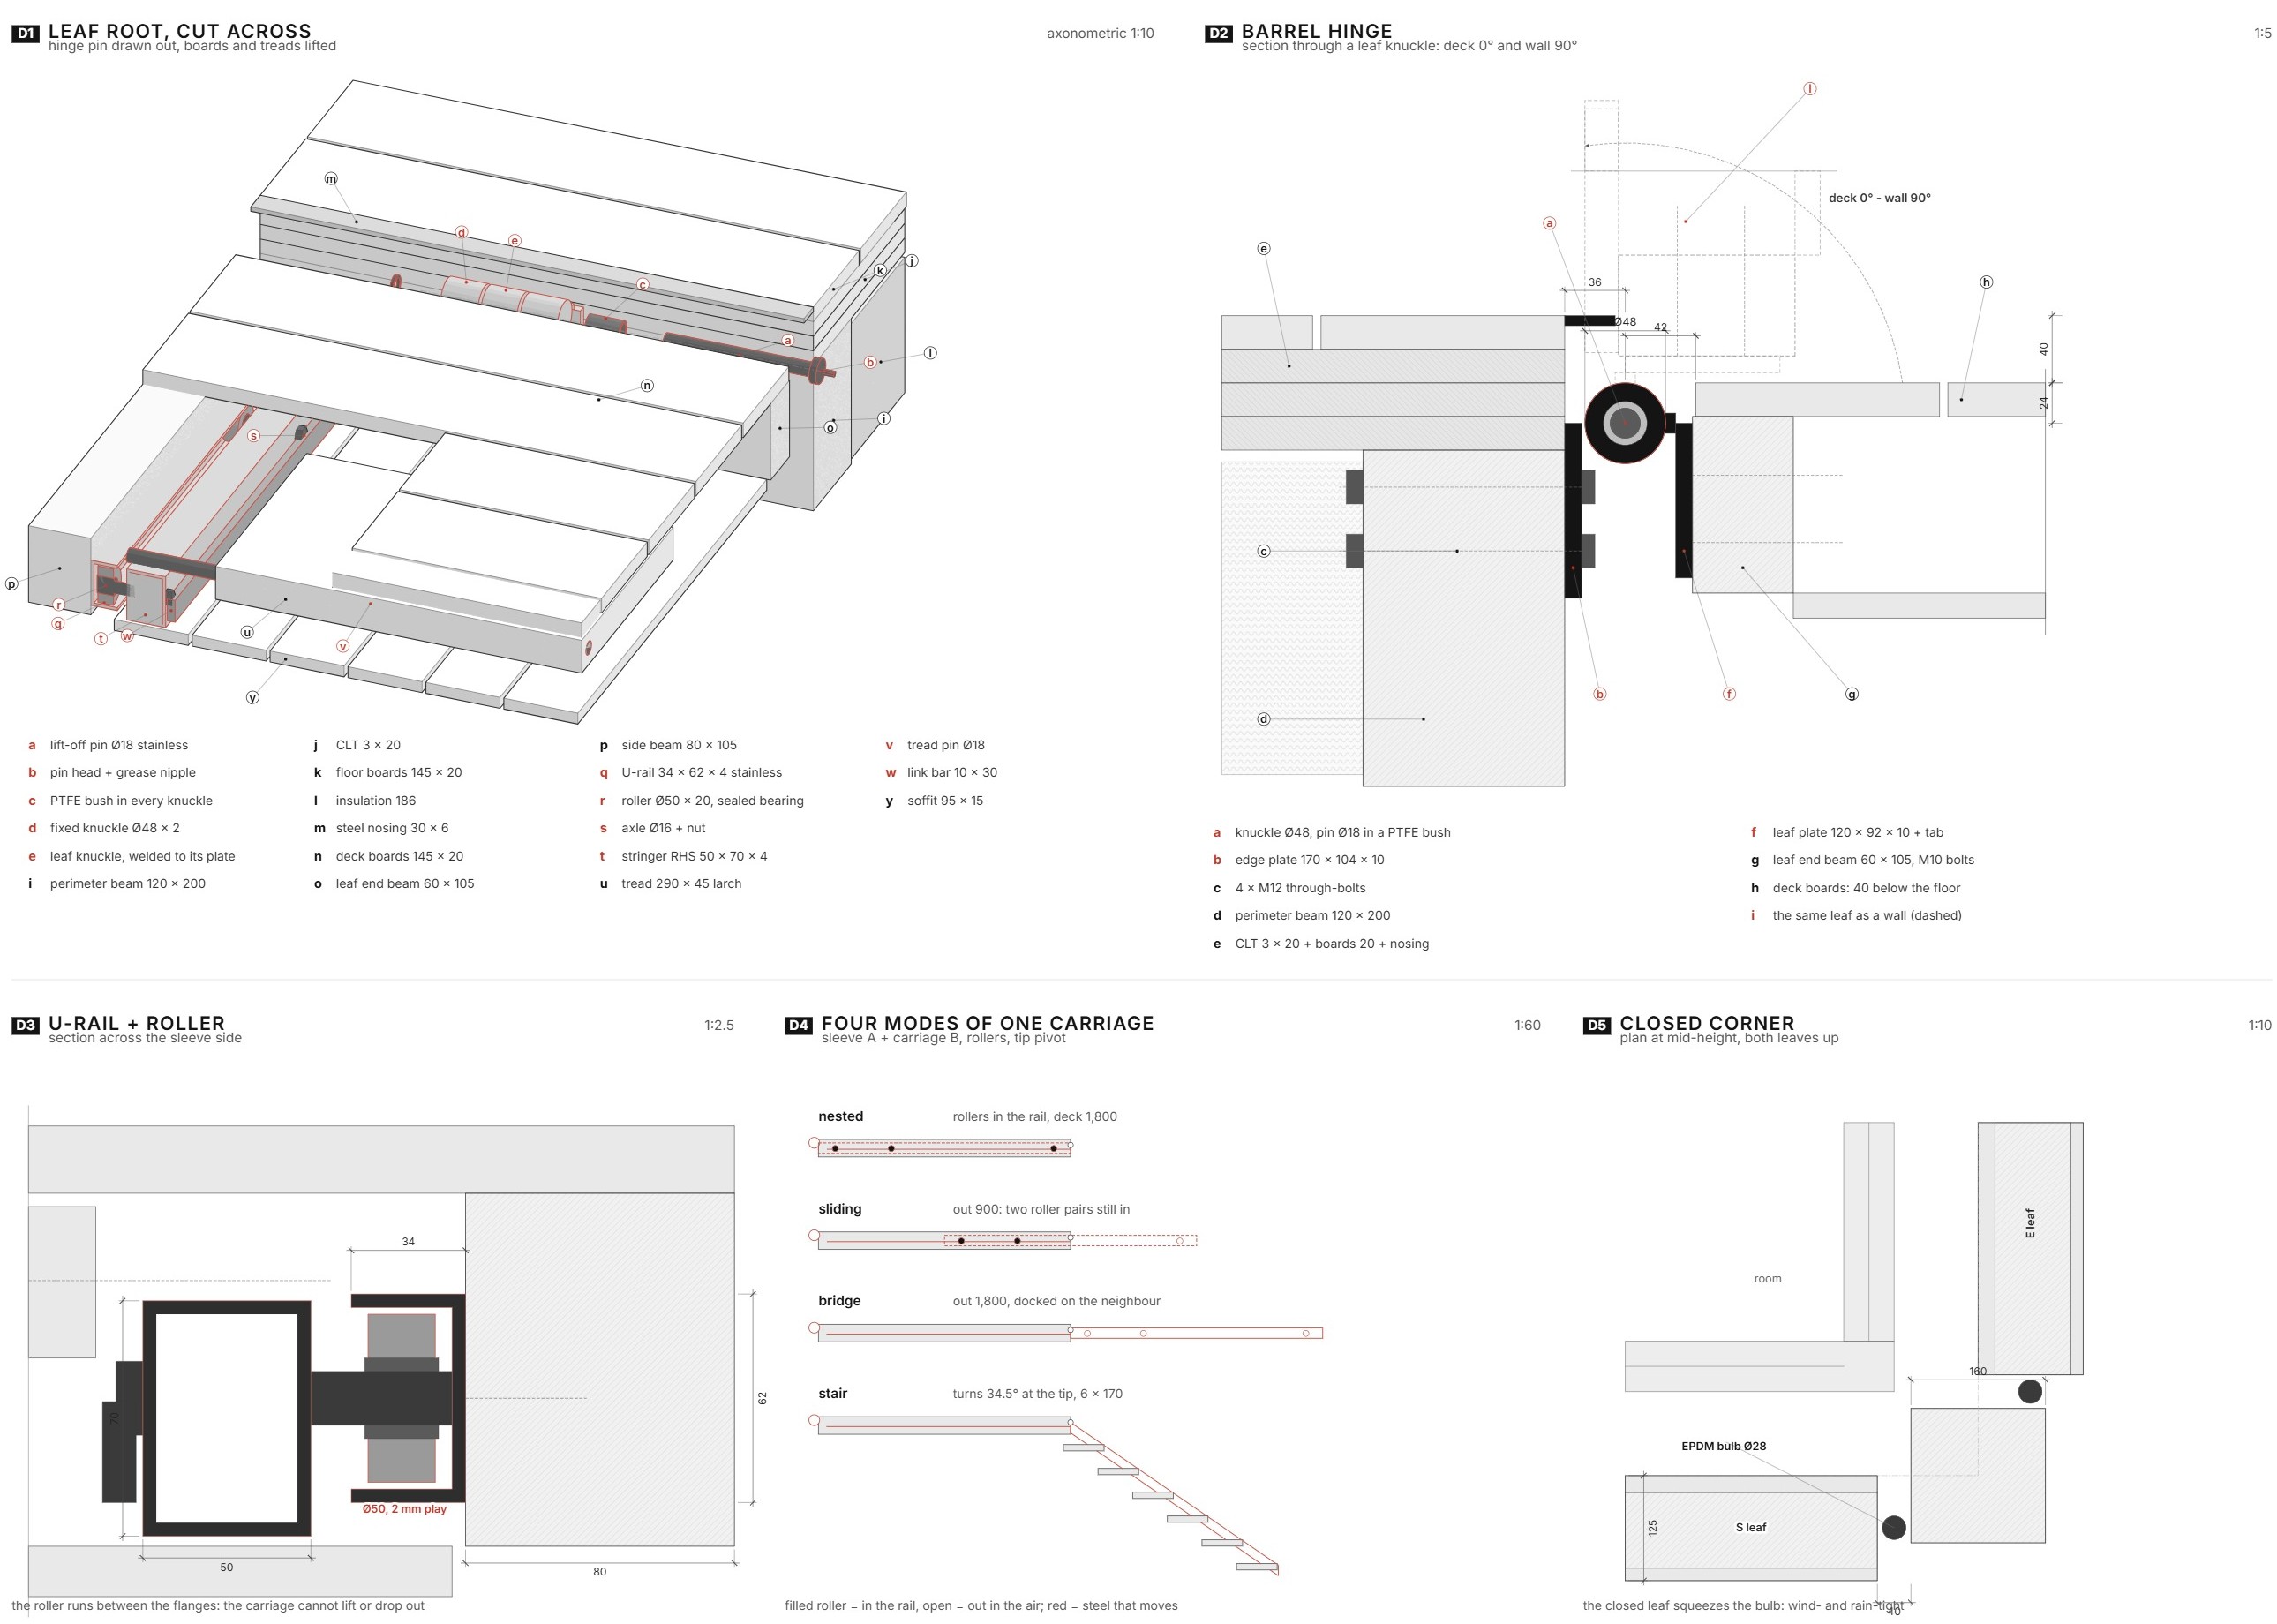 D1 LEAF ROOT, CUT ACROSS
hinge pin drawn out, boards and treads lifted
axonometric 1:10
m
d
e
c
k
j
a
b
l
n
o
i
s
p
r
q
t
w
u
v
y
a lift-off pin Ø18 stainless
b pin head + grease nipple
c PTFE bush in every knuckle
d fixed knuckle Ø48 × 2
e leaf knuckle, welded to its plate
i perimeter beam 120 × 200
j CLT 3 × 20
k floor boards 145 × 20
l insulation 186
m steel nosing 30 × 6
n deck boards 145 × 20
o leaf end beam 60 × 105
p side beam 80 × 105
q U-rail 34 × 62 × 4 stainless
r roller Ø50 × 20, sealed bearing
s axle Ø16 + nut
t stringer RHS 50 × 70 × 4
u tread 290 × 45 larch
v tread pin Ø18
w link bar 10 × 30
y soffit 95 × 15
D2 BARREL HINGE
section through a leaf knuckle: deck 0° and wall 90°
1:5
i
deck 0° - wall 90°
a
e
h
36
Ø48
42
40
24
c
d
b
f
g
a knuckle Ø48, pin Ø18 in a PTFE bush
b edge plate 170 × 104 × 10
c 4 × M12 through-bolts
d perimeter beam 120 × 200
e CLT 3 × 20 + boards 20 + nosing
f leaf plate 120 × 92 × 10 + tab
g leaf end beam 60 × 105, M10 bolts
h deck boards: 40 below the floor
i the same leaf as a wall (dashed)
D3 U-RAIL + ROLLER
section across the sleeve side
1:2.5
34
62
70
Ø50, 2 mm play
50
80
the roller runs between the flanges: the carriage cannot lift or drop out
D4 FOUR MODES OF ONE CARRIAGE
sleeve A + carriage B, rollers, tip pivot
1:60
nested rollers in the rail, deck 1,800
sliding out 900: two roller pairs still in
bridge out 1,800, docked on the neighbour
stair turns 34.5° at the tip, 6 × 170
filled roller = in the rail, open = out in the air; red = steel that moves
D5 CLOSED CORNER
plan at mid-height, both leaves up
1:10
E leaf
room
160
EPDM bulb Ø28
125
S leaf
40
the closed leaf squeezes the bulb: wind- and rain-tight